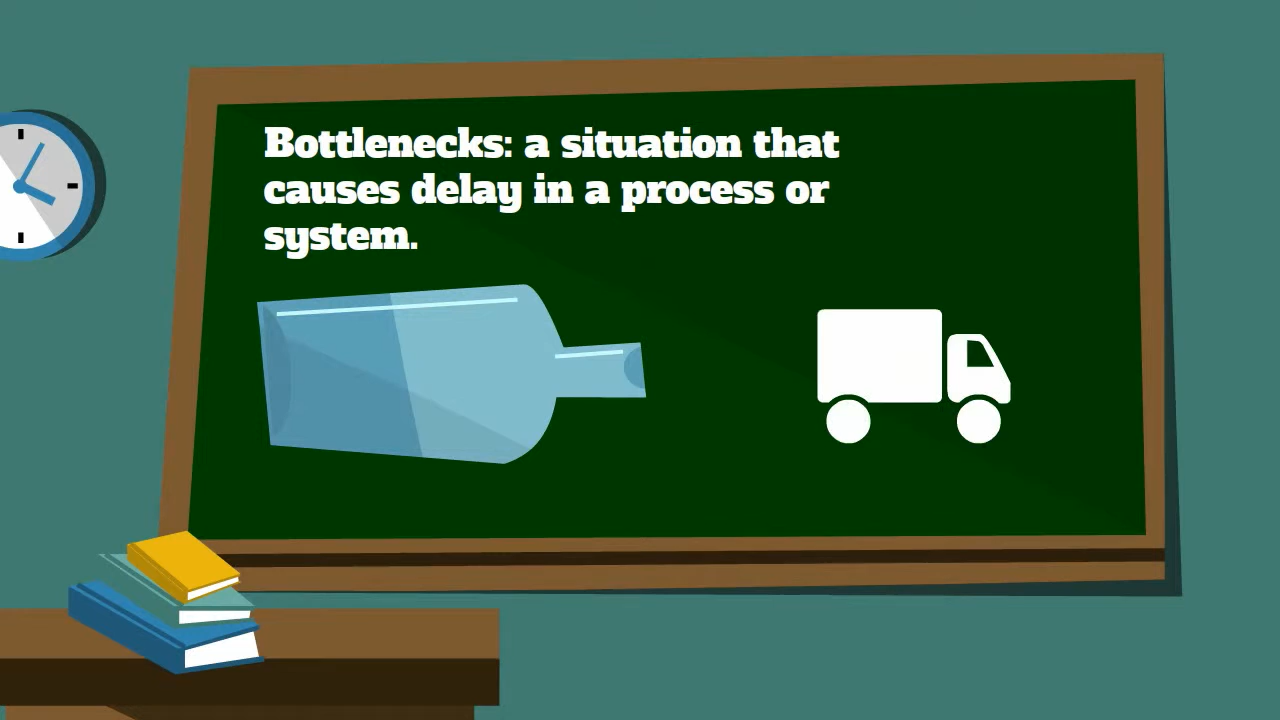 Bottlenecks: a situation that
causes delay in a process or
system.